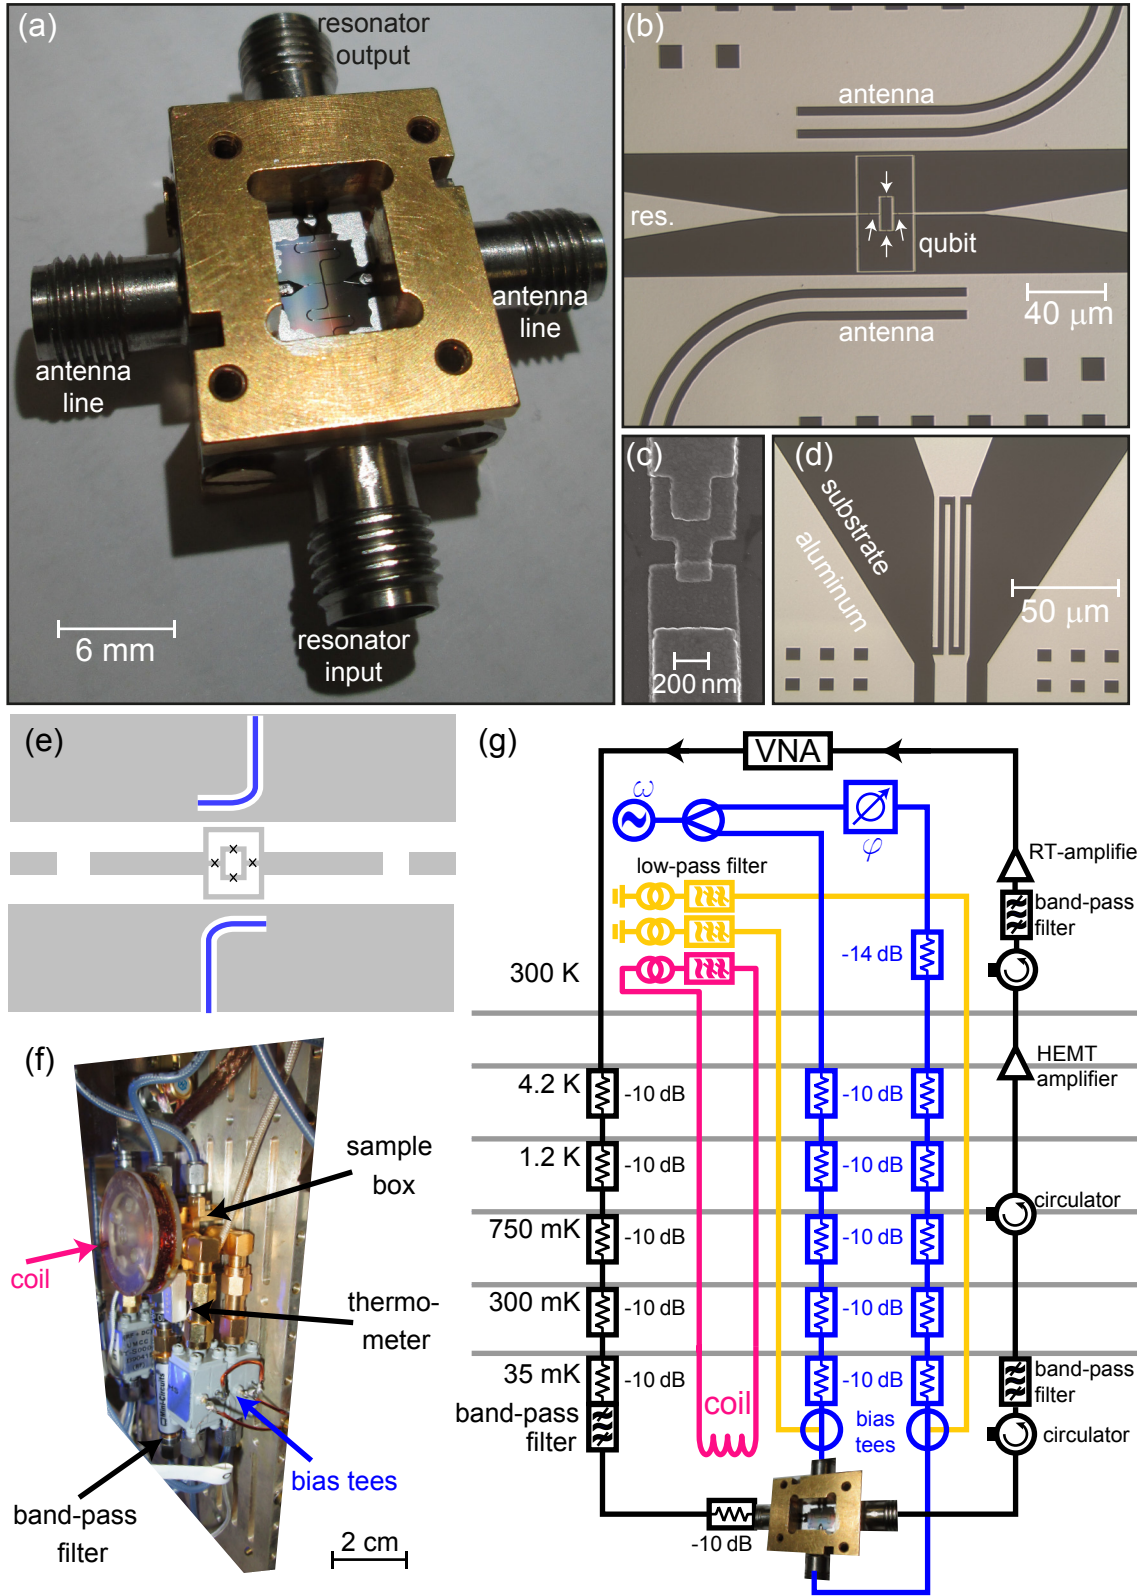 (a)
resonator
output
antenna
line
antenna
line
resonator
input
6 mm
(b)
antenna
res.
qubit
antenna
40 μm
(c)
200 nm
(d)
substrate
aluminum
50 μm
(e)
(f)
sample
box
coil
thermo-
meter
bias tees
band-pass
filter
2 cm
Mini-Circuits
(g)
VNA
ω
φ
low-pass filter
RT-amplifie
band-pass
filter
-14 dB
300 K
HEMT
amplifier
4.2 K
-10 dB
-10 dB
1.2 K
-10 dB
-10 dB
circulator
750 mK
-10 dB
-10 dB
300 mK
-10 dB
-10 dB
35 mK
-10 dB
-10 dB
band-pass
filter
band-pass
filter
coil
bias
tees
circulator
-10 dB